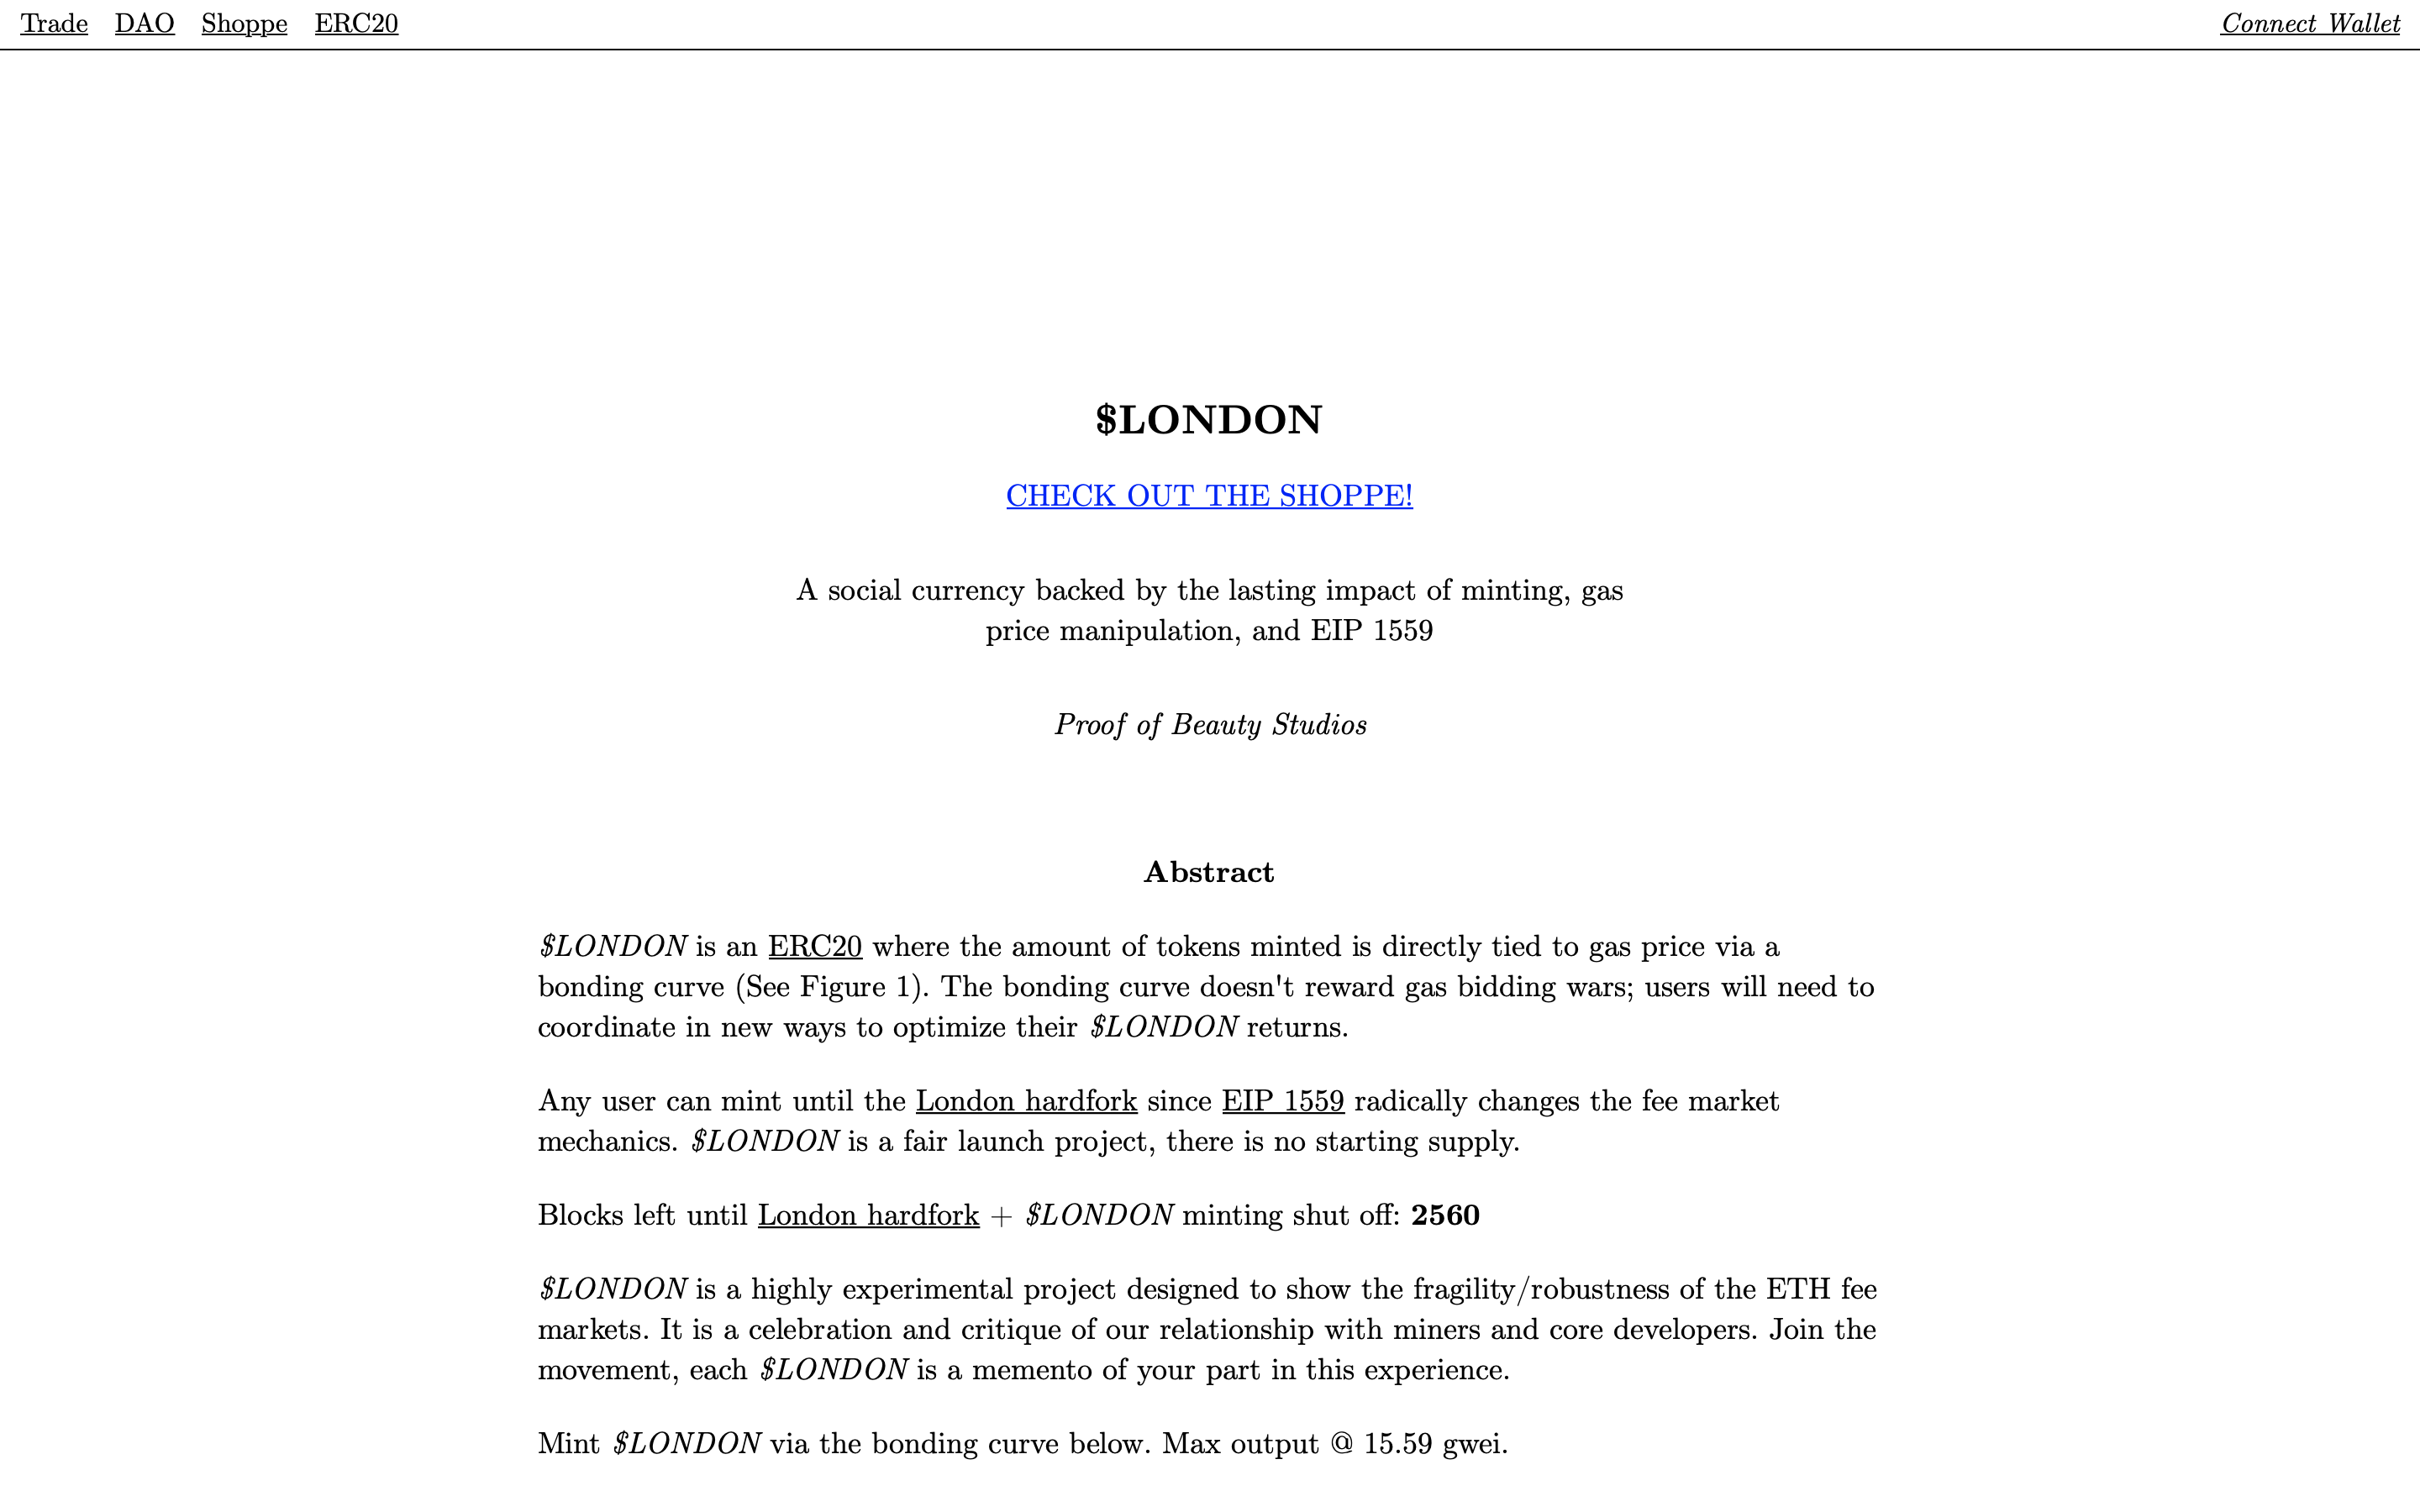 Trade DAO Shoppe ERC20 Connect Wallet
$LONDON
CHECK OUT THE SHOPPE!
A social currency backed by the lasting impact of minting, gas
price manipulation, and EIP 1559
Proof of Beauty Studios
Abstract
$LONDON is an ERC20 where the amount of tokens minted is directly tied to gas price via a
bonding curve (See Figure 1). The bonding curve doesn't reward gas bidding wars; users will need to
coordinate in new ways to optimize their $LONDON returns.
Any user can mint until the London hardfork since EIP 1559 radically changes the fee market
mechanics. $LONDON is a fair launch project, there is no starting supply.
Blocks left until London hardfork + $LONDON minting shut off: 2560
$LONDON is a highly experimental project designed to show the fragility/robustness of the ETH fee
markets. It is a celebration and critique of our relationship with miners and core developers. Join the
movement, each $LONDON is a memento of your part in this experience.
Mint $LONDON via the bonding curve below. Max output @ 15.59 gwei.